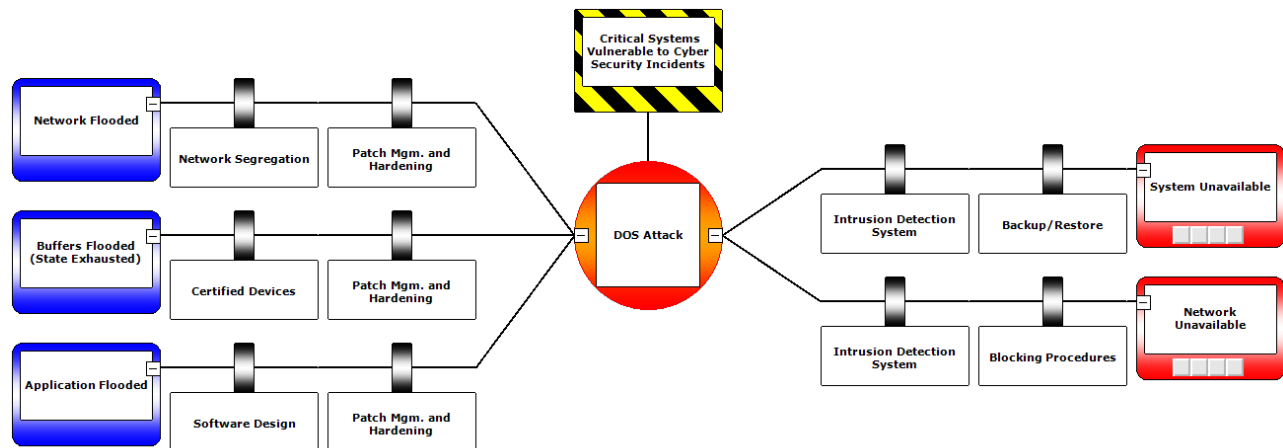 Critical Systems
Vulnerable to Cyber
Security Incidents
Network Flooded
Network Segregation
Patch Mgm. and
Hardening
Buffers Flooded
(State Exhausted)
Certified Devices
Patch Mgm. and
Hardening
Application Flooded
Software Design
Patch Mgm. and
Hardening
DOS Attack
Intrusion Detection
System
Backup/Restore
System Unavailable
Intrusion Detection
System
Blocking Procedures
Network
Unavailable